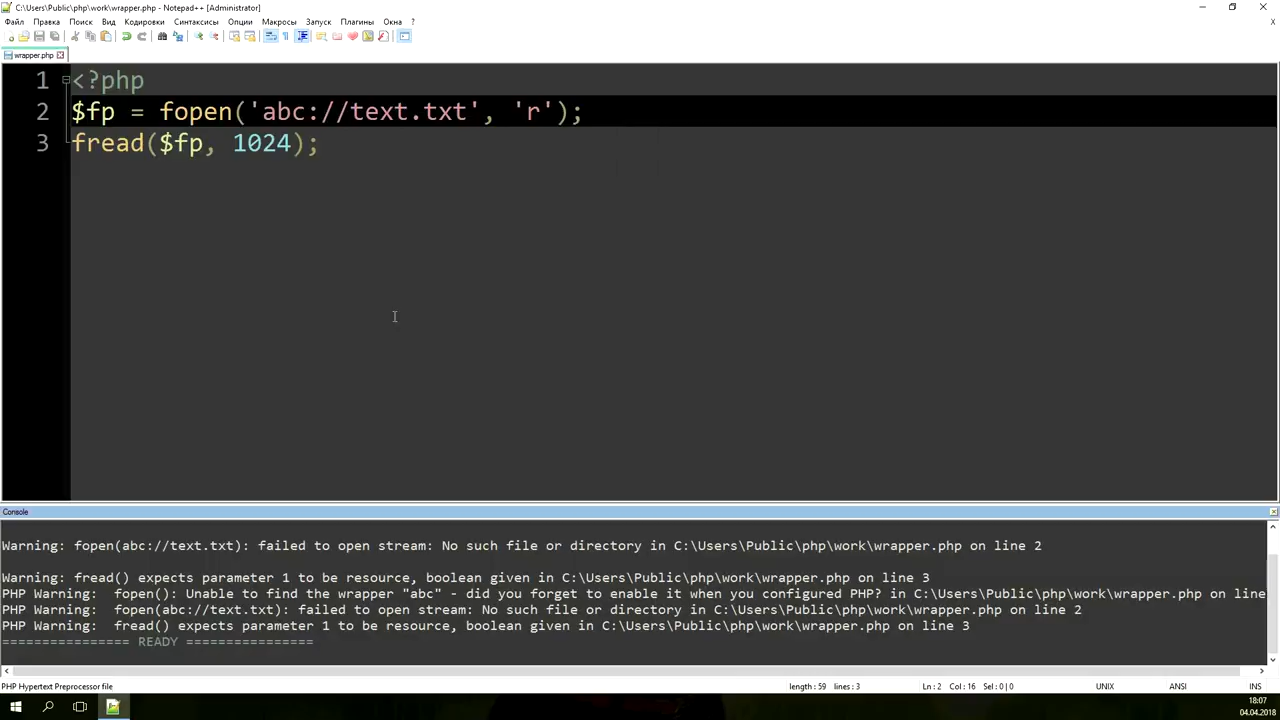 C:\Users\Public\php\work\wrapper.php - Notepad++ [Administrator]
Файл Правка Поиск Вид Кодировки Синтаксисы Опции Макросы Запуск Плагины Окна ?
wrapper.php
1 <?php
2 $fp = fopen('abc://text.txt', 'r');
3 fread($fp, 1024);
Console
Warning: fopen(abc://text.txt): failed to open stream: No such file or directory in C:\Users\Public\php\work\wrapper.php on line 2
Warning: fread() expects parameter 1 to be resource, boolean given in C:\Users\Public\php\work\wrapper.php on line 3
PHP Warning:  fopen(): Unable to find the wrapper "abc" - did you forget to enable it when you configured PHP? in C:\Users\Public\php\work\wrapper.php on line
PHP Warning:  fopen(abc://text.txt): failed to open stream: No such file or directory in C:\Users\Public\php\work\wrapper.php on line 2
PHP Warning:  fread() expects parameter 1 to be resource, boolean given in C:\Users\Public\php\work\wrapper.php on line 3
================ READY ================
PHP Hypertext Preprocessor file length : 59 lines : 3 Ln : 2 Col : 16 Sel : 0 | 0 UNIX ANSI INS
18:07
04.04.2018